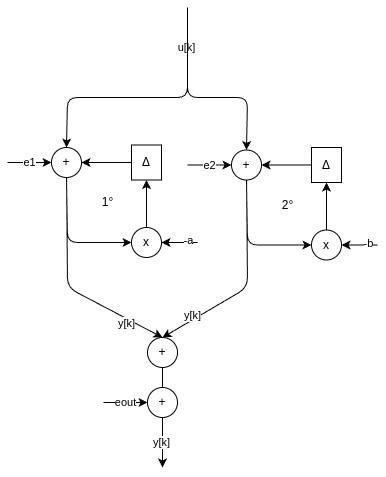 u[k]
e1
+
Δ
e2
+
Δ
1°
2°
x
-a
x
-b
y[k]
y[k]
+
eout
+
y[k]